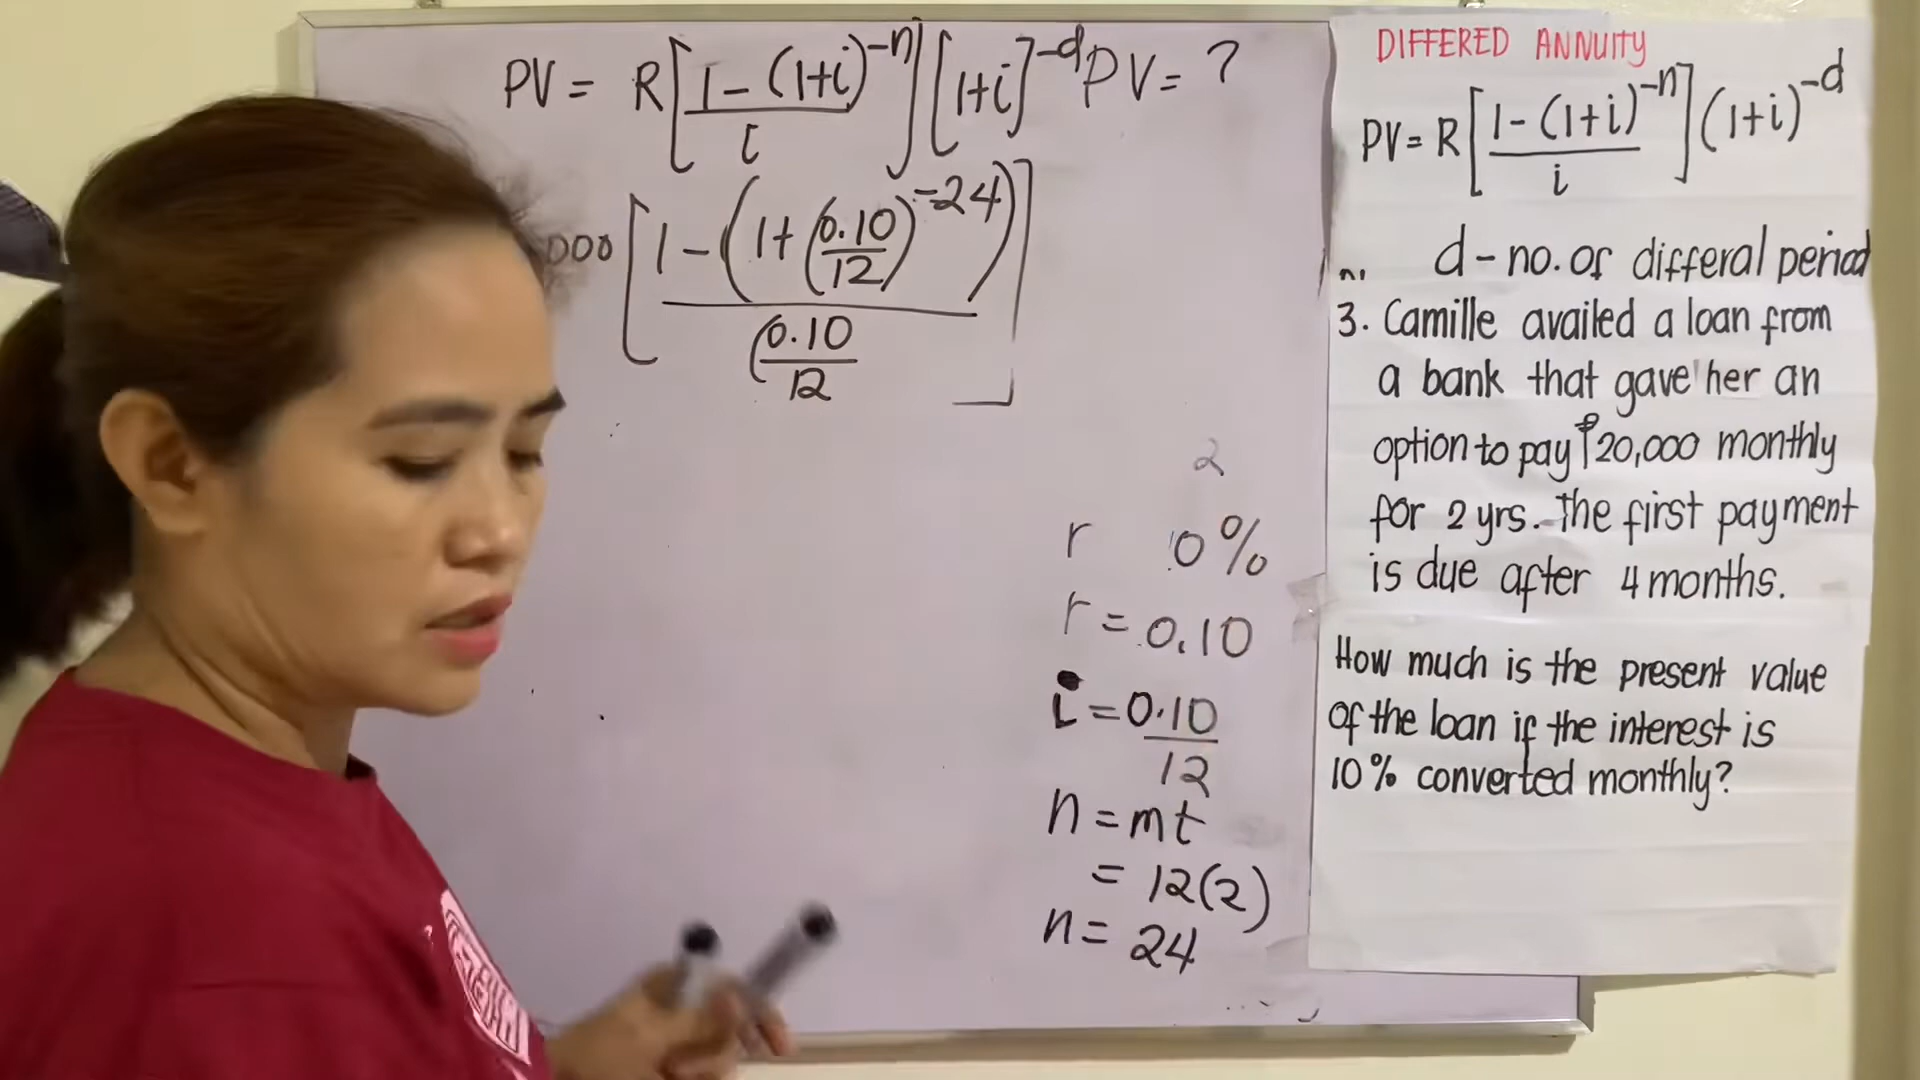 PV = R[1-(1+i)^-n / i][1+i]^-d PV = ?
000[1-(1+(0.10/12)^-24) / (0.10/12]
2
r 0%
r = 0.10
i = 0.10/12
n = mt
= 12(2)
n = 24
DIFFERED ANNUITY
PV = R[1-(1+i)^-n / i](1+i)^-d
d - no. of differal period
3. Camille availed a loan from
a bank that gave her an
option to pay ₱20,000 monthly
for 2 yrs. The first payment
is due after 4 months.
How much is the present value
of the loan if the interest is
10% converted monthly?